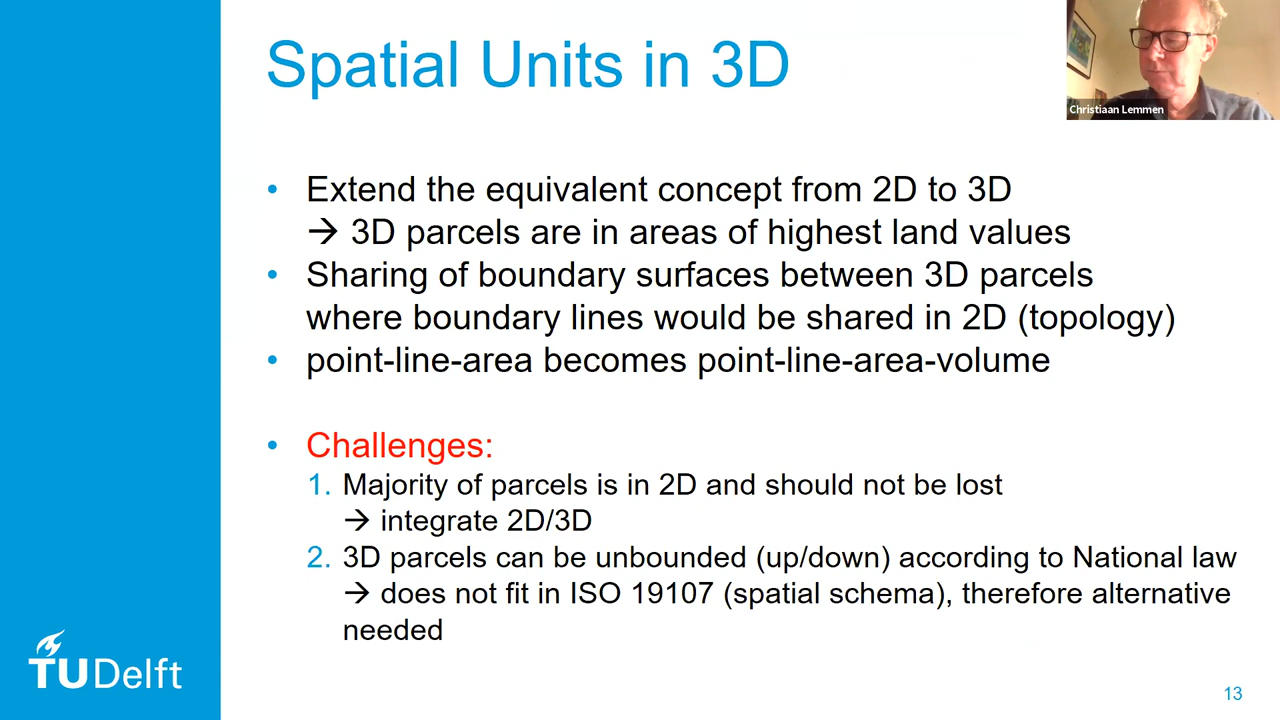 Spatial Units in 3D
Christiaan Lemmen
• Extend the equivalent concept from 2D to 3D
→ 3D parcels are in areas of highest land values
• Sharing of boundary surfaces between 3D parcels
where boundary lines would be shared in 2D (topology)
• point-line-area becomes point-line-area-volume
• Challenges:
1. Majority of parcels is in 2D and should not be lost
→ integrate 2D/3D
2. 3D parcels can be unbounded (up/down) according to National law
→ does not fit in ISO 19107 (spatial schema), therefore alternative
needed
TUDelft
13